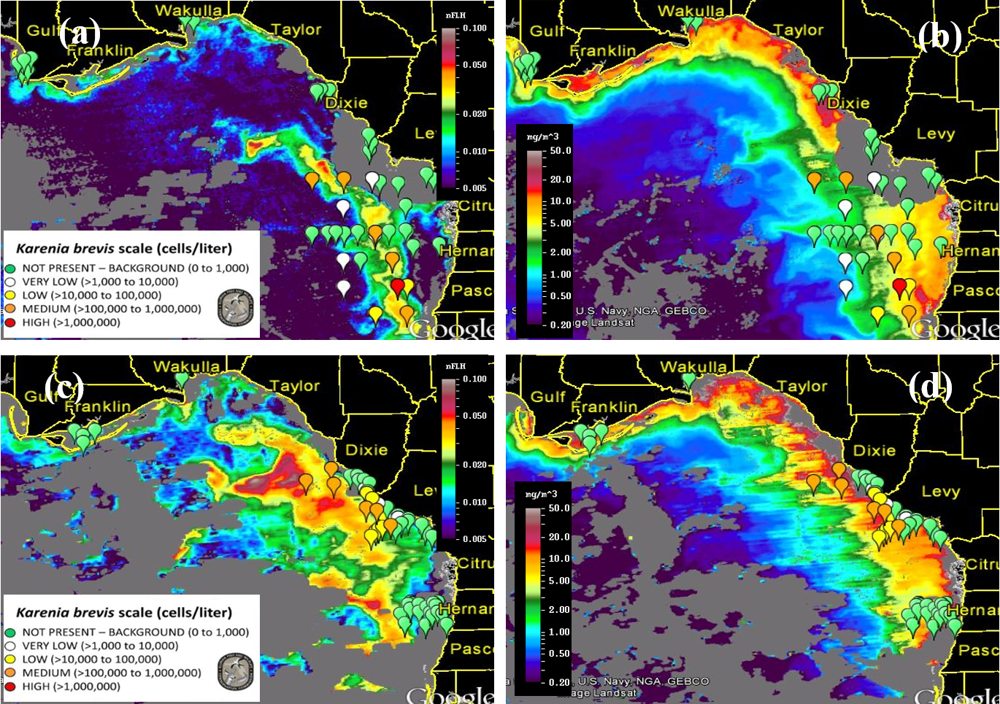 (a)
Wakulla
Gulf
Franklin
Taylor
Dixie
Lev
Citru
Hernan
Pasc
nFLH
0.100
0.050
0.020
0.010
0.005
Karenia brevis scale (cells/liter)
NOT PRESENT – BACKGROUND (0 to 1,000)
VERY LOW (>1,000 to 10,000)
LOW (>10,000 to 100,000)
MEDIUM (>100,000 to 1,000,000)
HIGH (>1,000,000)
Google
(b)
Wakulla
Gulf
Franklin
Taylor
Dixie
Levy
Citru
Hernan
Pasc
mg/m^3
50.0
20.0
10.0
5.00
2.00
1.00
0.50
0.20
U.S. Navy, NGA, GEBCO
age Landsat
Google
(c)
Wakulla
Gulf
Franklin
Taylor
Dixie
Lev
Citru
Hernan
Pasc
nFLH
0.100
0.050
0.020
0.010
0.005
Karenia brevis scale (cells/liter)
NOT PRESENT – BACKGROUND (0 to 1,000)
VERY LOW (>1,000 to 10,000)
LOW (>10,000 to 100,000)
MEDIUM (>100,000 to 1,000,000)
HIGH (>1,000,000)
Google
(d)
Wakulla
Gulf
Franklin
Taylor
Dixie
Levy
Citru
Hernan
Pasc
mg/m^3
50.0
20.0
10.0
5.00
2.00
1.00
0.50
0.20
U.S. Navy, NGA, GEBCO
age Landsat
Google